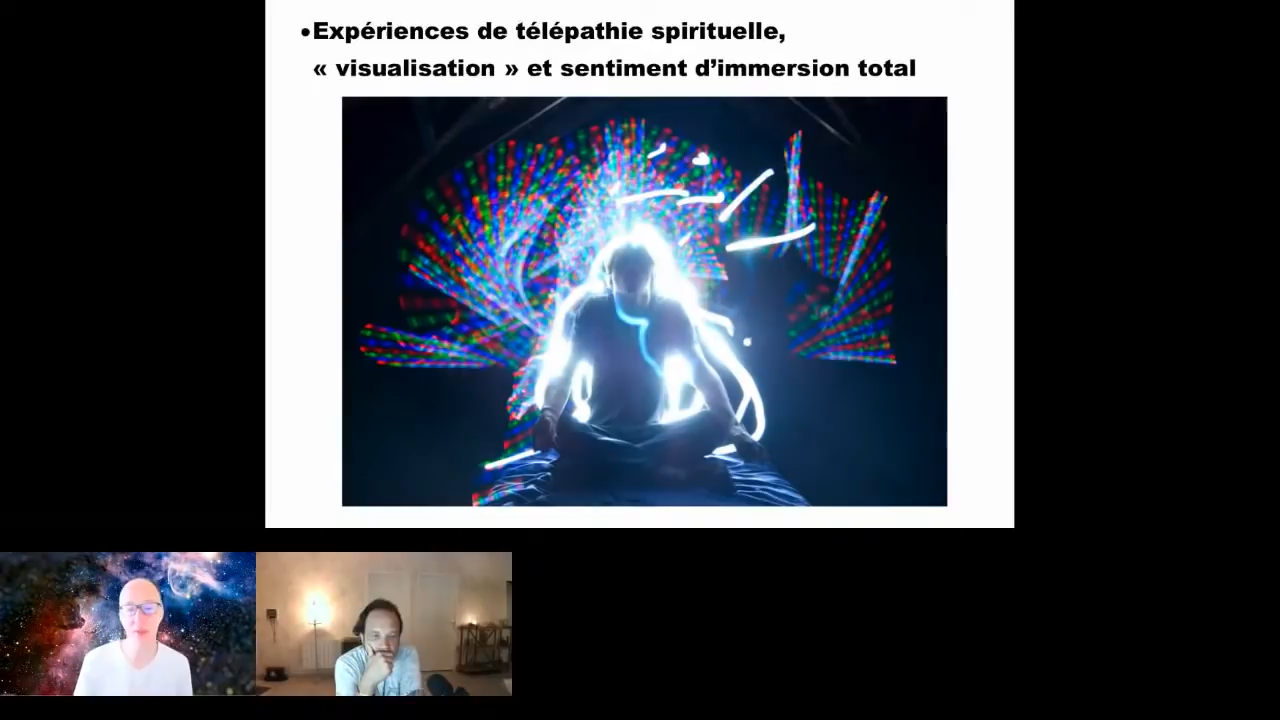 •Expériences de télépathie spirituelle,
« visualisation » et sentiment d’immersion total